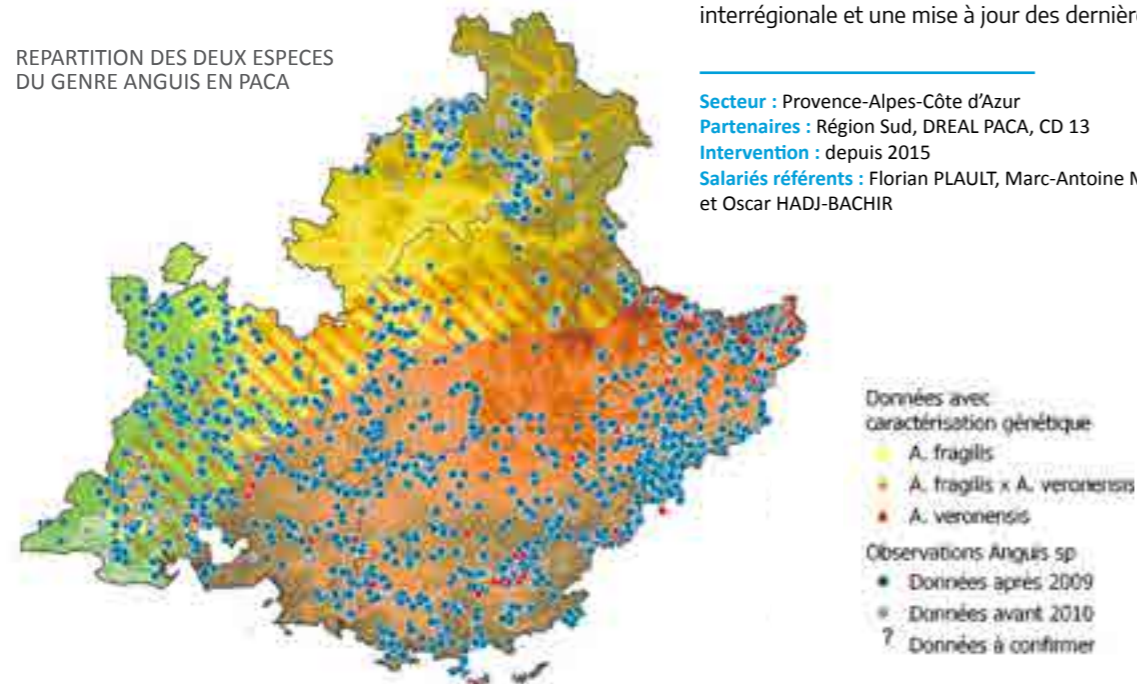 interrégionale et une mise à jour des dernière
REPARTITION DES DEUX ESPECES
DU GENRE ANGUIS EN PACA
Secteur : Provence-Alpes-Côte d'Azur
Partenaires : Région Sud, DREAL PACA, CD 13
Intervention : depuis 2015
Salariés référents : Florian PLAULT, Marc-Antoine M
et Oscar HADJ-BACHIR
Données avec
caractérisation génétique
A. fragilis
A. fragilis x A. veronensis
A. veronensis
Observations Anguis sp
Données après 2009
Données avant 2010
? Données à confirmer